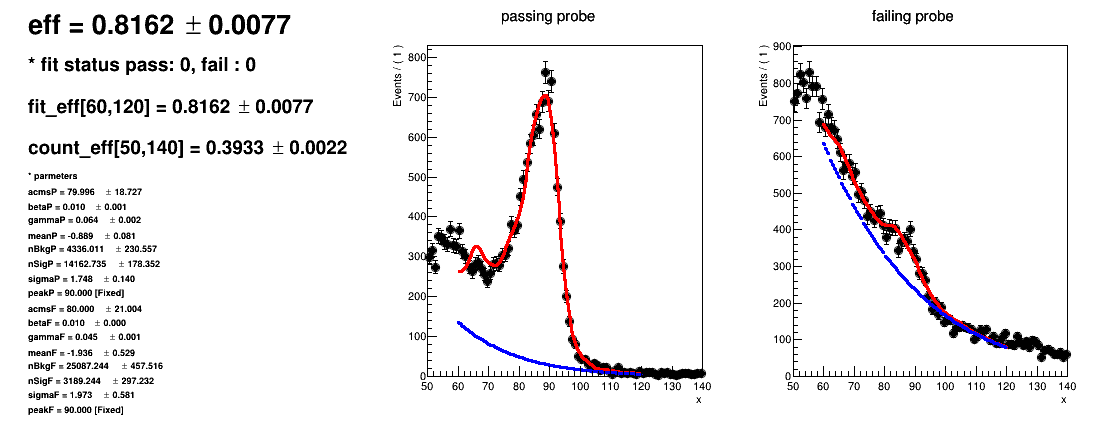 eff = 0.8162 ± 0.0077
* fit status pass: 0, fail : 0
fit_eff[60,120] = 0.8162 ± 0.0077
count_eff[50,140] = 0.3933 ± 0.0022
* parmeters
acmsP = 79.996 ± 18.727
betaP = 0.010 ± 0.001
gammaP = 0.064 ± 0.002
meanP = -0.889 ± 0.081
nBkgP = 4336.011 ± 230.557
nSigP = 14162.735 ± 178.352
sigmaP = 1.748 ± 0.140
peakP = 90.000 [Fixed]
acmsF = 80.000 ± 21.004
betaF = 0.010 ± 0.000
gammaF = 0.045 ± 0.001
meanF = -1.936 ± 0.529
nBkgF = 25087.244 ± 457.516
nSigF = 3189.244 ± 297.232
sigmaF = 1.973 ± 0.581
peakF = 90.000 [Fixed]
passing probe
Events / ( 1 )
800
700
600
500
400
300
200
100
0
50 60 70 80 90 100 110 120 130 140
x
failing probe
Events / ( 1 )
900
800
700
600
500
400
300
200
100
0
50 60 70 80 90 100 110 120 130 140
x